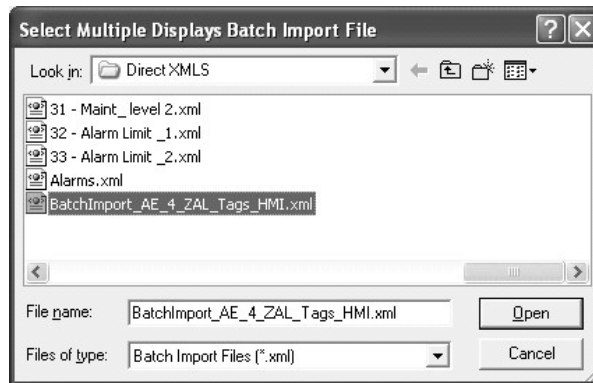 Select Multiple Displays Batch Import File
Look in: Direct XMLS
31 - Maint_ level 2.xml
32 - Alarm Limit _1.xml
33 - Alarm Limit _2.xml
Alarms.xml
BatchImport_AE_4_ZAL_Tags_HMI.xml
File name: BatchImport_AE_4_ZAL_Tags_HMI.xml Open
Files of type: Batch Import Files (*.xml) Cancel